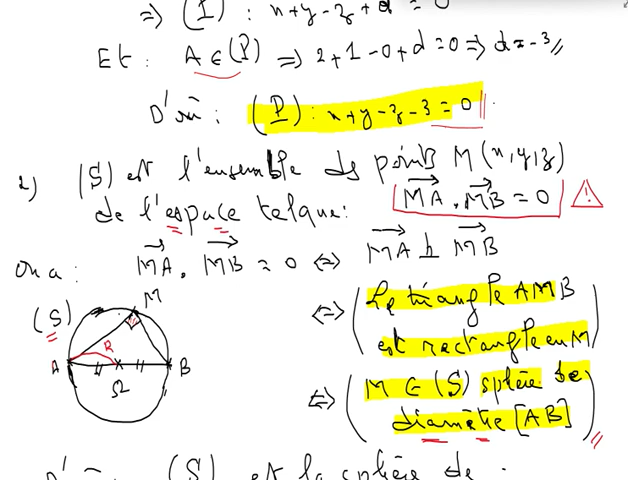 => (P) : x+y-z+d = 0
Et : A ∈ (P) => 2+1-0+d=0 => d=-3
D'où : (P) : x+y-z-3=0
2) (S) est l'ensemble des points M(x,y,z)
de l'espace telque : MA . MB = 0
on a : MA . MB = 0 <=> MA ⊥ MB
<=> (Le triangle AMB
est rectangle en M)
<=> (M ∈ (S) sphère de
diamètre [AB])
(S)
M
R
A
B
Ω
D'où (S) est la sphère de :